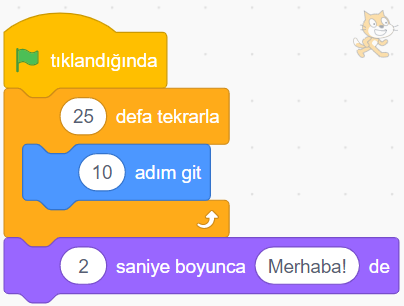 tıklandığında
25 defa tekrarla
10 adım git
2 saniye boyunca Merhaba! de